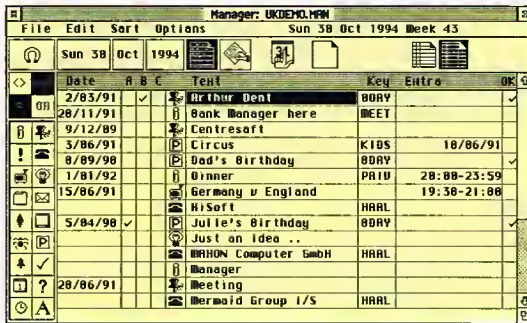 Manager: UKDEMO.MAN
File Edit Sort Options Sun 30 Oct 1994 Week 43
Sun 30 Oct 1994 31
Date A B C Text Key Extra OK
OR
2/03/91 ✓ Arthur Dent BDAY ✓
20/11/91 Bank Manager here MEET
9/12/89 Centresoft
3/06/91 P Circus KIDS 10/06/91
8/09/90 P Dad's Birthday BDAY ✓
1/01/92 Dinner PRIV 20:00-23:59
15/06/91 Germany v England 19:30-21:00
HiSoft
5/04/90 ✓ P Julie's Birthday BDAY ✓
Just an idea ..
P
MAXON Computer GmbH
Manager
? 20/06/91 Meeting
A Mermaid Group I/S